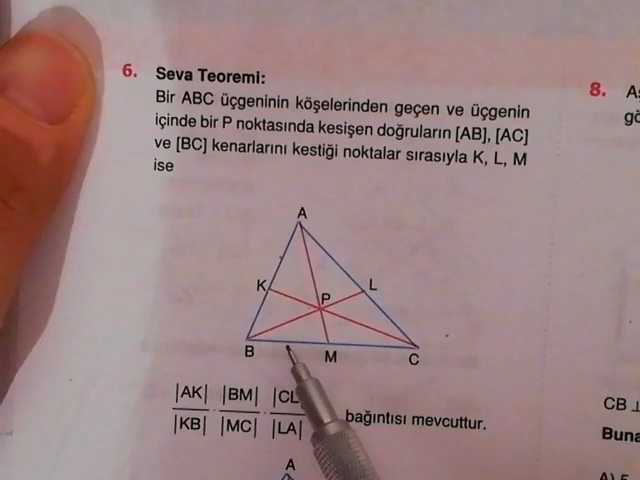 6. Seva Teoremi:
Bir ABC üçgeninin köşelerinden geçen ve üçgenin
içinde bir P noktasında kesişen doğruların [AB], [AC]
ve [BC] kenarlarını kestiği noktalar sırasıyla K, L, M
ise
A
K
L
P
B
M
C
|AK| |BM| |CL
|KB| · |MC| · |LA|
bağıntısı mevcuttur.
A
8.
CB ⊥